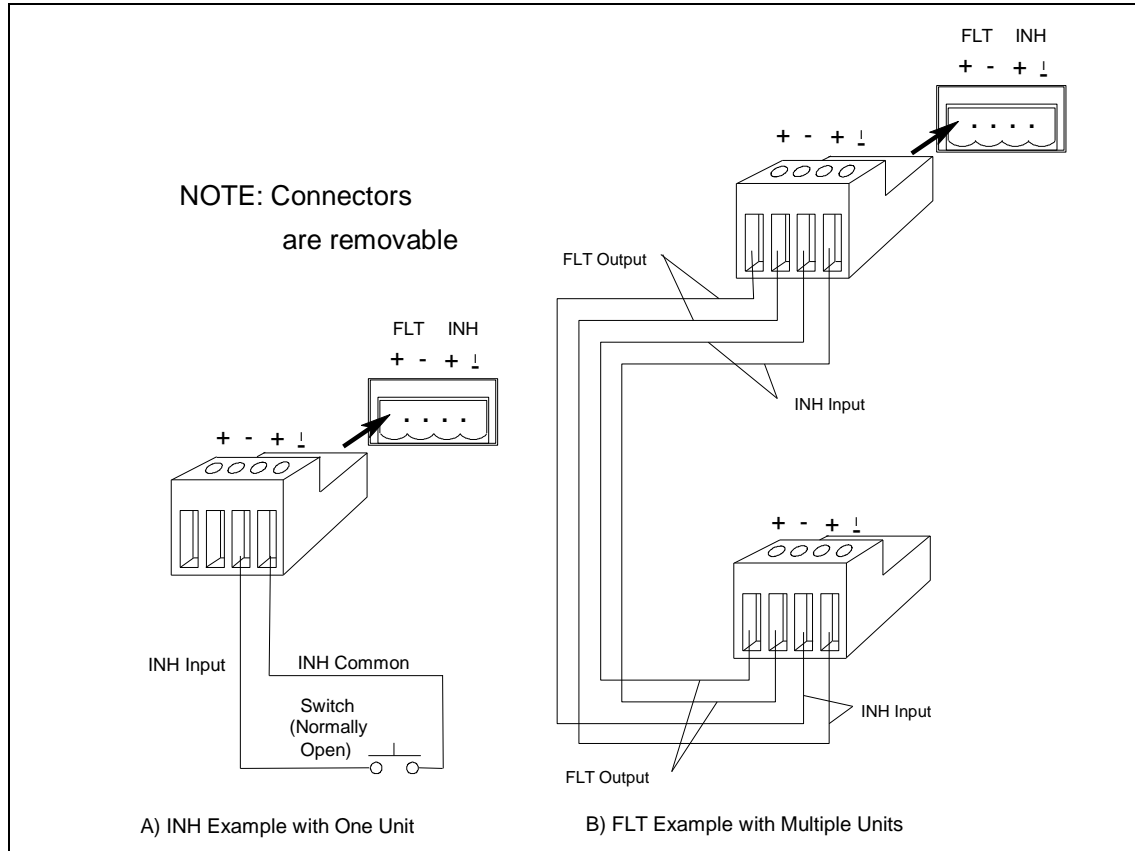 FLT INH
+ - + -
+ - + -
NOTE: Connectors
are removable
FLT Output
FLT INH
+ - + -
INH Input
+ - + -
+ - + -
INH Input
INH Common
Switch
(Normally
Open)
INH Input
FLT Output
A) INH Example with One Unit
B) FLT Example with Multiple Units